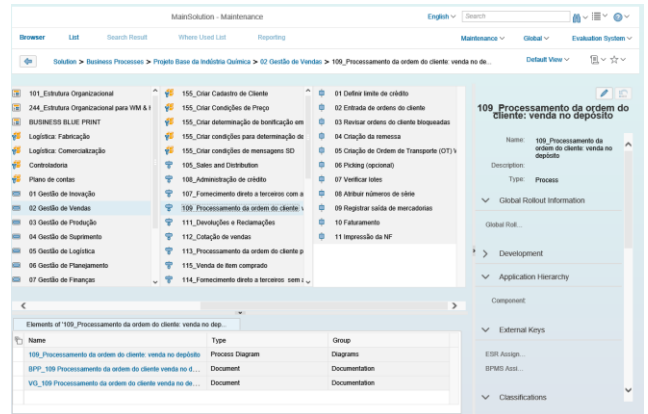 MainSolution - Maintenance
English
Search
Browser List Search Result Where Used List Reporting
Maintenance Global Evaluation System
Solution > Business Processes > Projeto Base da Indústria Química > 02 Gestão de Vendas > 109_Processamento da ordem do cliente: venda no de...
Default View
101_Estrutura Organizacional
244_Estrutura Organizacional para WM & I
BUSINESS BLUE PRINT
Logística: Fabricação
Logística: Comercialização
Controladoria
Plano de contas
01 Gestão de Inovação
02 Gestão de Vendas
03 Gestão de Produção
04 Gestão de Suprimento
05 Gestão de Logística
06 Gestão de Planejamento
07 Gestão de Finanças
155_Criar Cadastro de Cliente
155_Criar Condições de Preço
155_Criar determinação de bonificação em
155_Criar condições para determinação de
155_Criar condições de mensagens SD
105_Sales and Distribution
108_Administração de crédito
107_Fornecimento direto a terceiros com a
109_Processamento da ordem do cliente: v
111_Devoluções e Reclamações
112_Cotação de vendas
113_Processamento da ordem do cliente p
115_Venda de item comprado
114_Fornecimento direto a terceiros sem a
01 Definir limite de crédito
02 Entrada de ordens do cliente
03 Revisar ordens do cliente bloqueadas
04 Criação da remessa
05 Criação de Ordem de Transporte (OT) V
06 Picking (opcional)
07 Verificar lotes
08 Atribuir números de série
09 Registrar saída de mercadorias
10 Faturamento
11 Impressão da NF
109_Processamento da ordem do
cliente: venda no depósito
Name: 109_Processamento da
ordem do cliente: venda no
depósito
Description:
Type: Process
Global Rollout Information
Global Roll...
Development
Application Hierarchy
Component:
External Keys
ESR Assign...
BPMS Assi...
Classifications
Elements of '109_Processamento da ordem do cliente: venda no dep...
Name Type Group
109_Processamento da ordem do cliente: venda no depósito Process Diagram Diagrams
BPP_109 Processamento da ordem do cliente: venda no d.... Document Documentation
VG_109 Processamento da ordem do cliente: venda no de.... Document Documentation